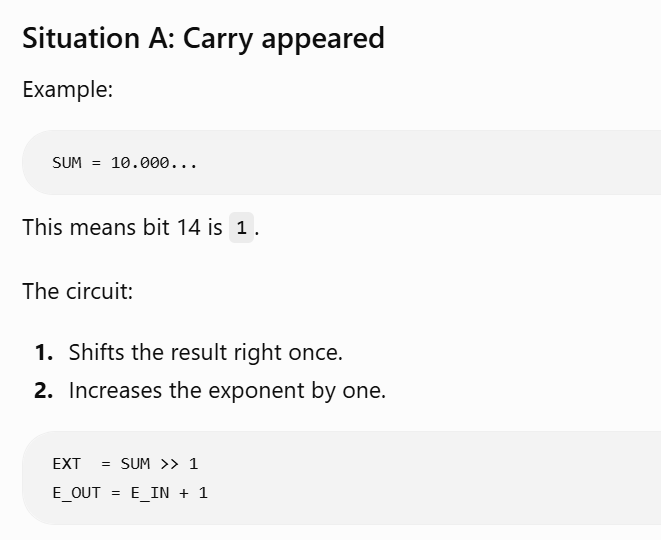 Situation A: Carry appeared
Example:
SUM = 10.000...
This means bit 14 is 1.
The circuit:
1. Shifts the result right once.
2. Increases the exponent by one.
EXT  = SUM >> 1
E_OUT = E_IN + 1